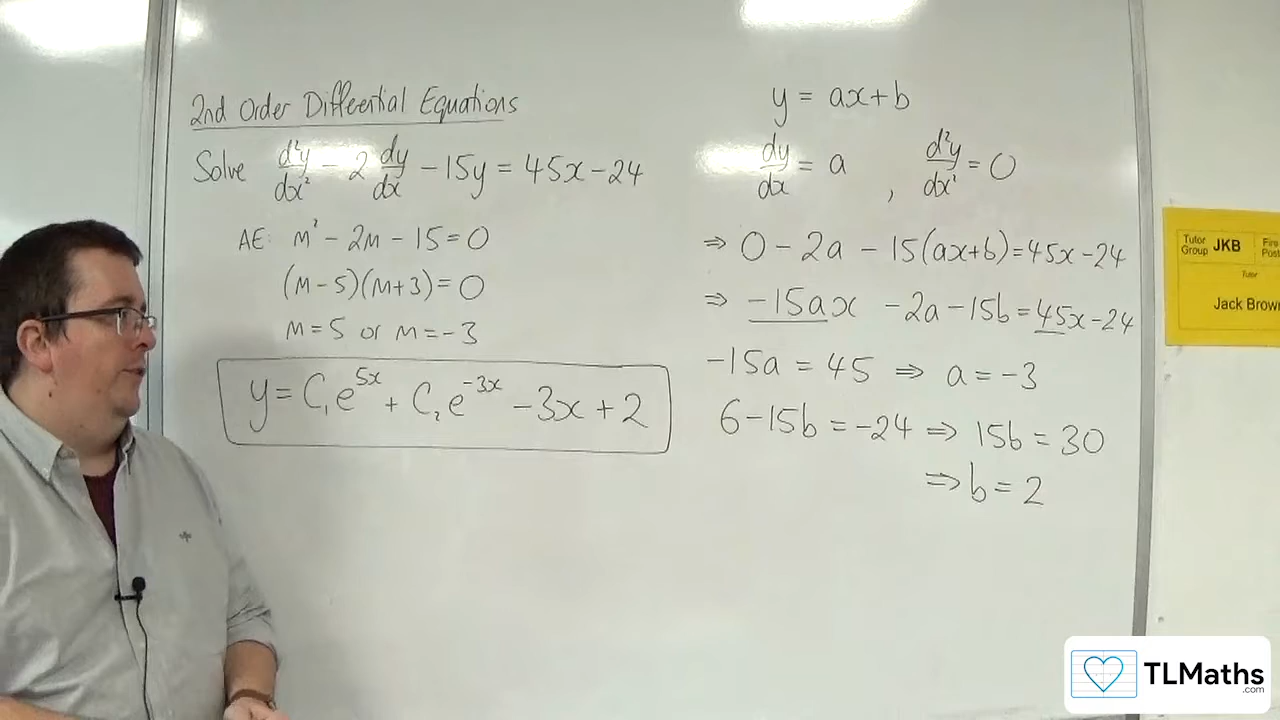 2nd Order Differential Equations
Solve d²y/dx² - 2 dy/dx - 15y = 45x - 24
AE: m² - 2m - 15 = 0
(m - 5)(m + 3) = 0
m = 5 or m = -3
y = C₁e^5x + C₂e^-3x - 3x + 2
y = ax + b
dy/dx = a , d²y/dx² = 0
⇒ 0 - 2a - 15(ax + b) = 45x - 24
⇒ -15ax - 2a - 15b = 45x - 24
-15a = 45 ⇒ a = -3
6 - 15b = -24 ⇒ 15b = 30
⇒ b = 2
Tutor Group JKB
Tutor
Jack
TLMaths
.com